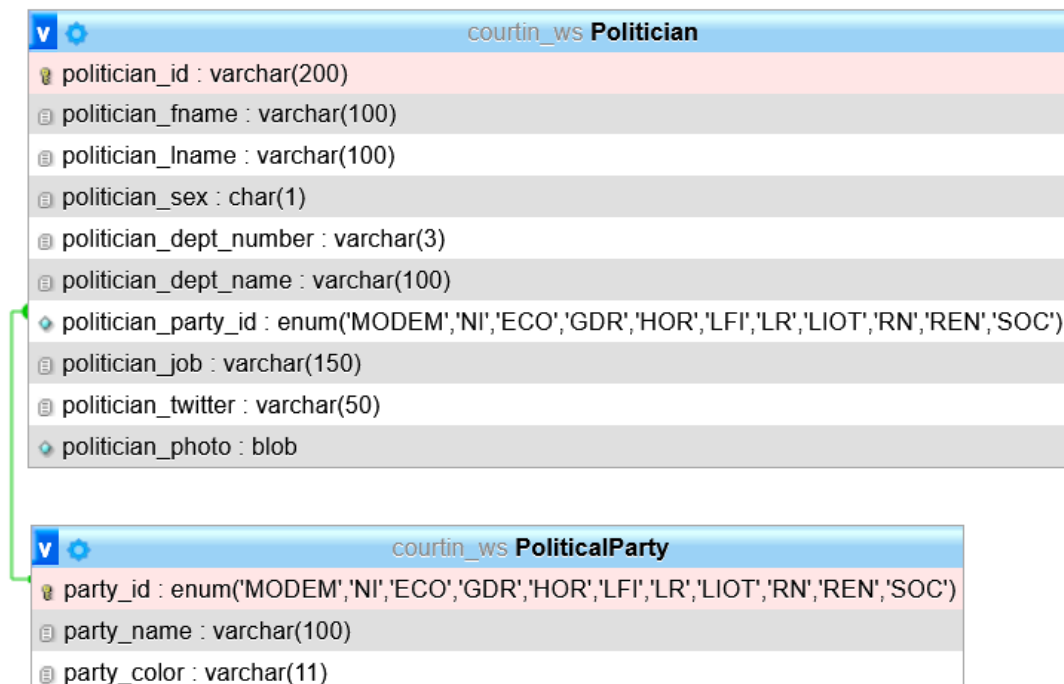 v courtin_ws Politician
politician_id : varchar(200)
politician_fname : varchar(100)
politician_lname : varchar(100)
politician_sex : char(1)
politician_dept_number : varchar(3)
politician_dept_name : varchar(100)
politician_party_id : enum('MODEM','NI','ECO','GDR','HOR','LFI','LR','LIOT','RN','REN','SOC')
politician_job : varchar(150)
politician_twitter : varchar(50)
politician_photo : blob
v courtin_ws PoliticalParty
party_id : enum('MODEM','NI','ECO','GDR','HOR','LFI','LR','LIOT','RN','REN','SOC')
party_name : varchar(100)
party_color : varchar(11)